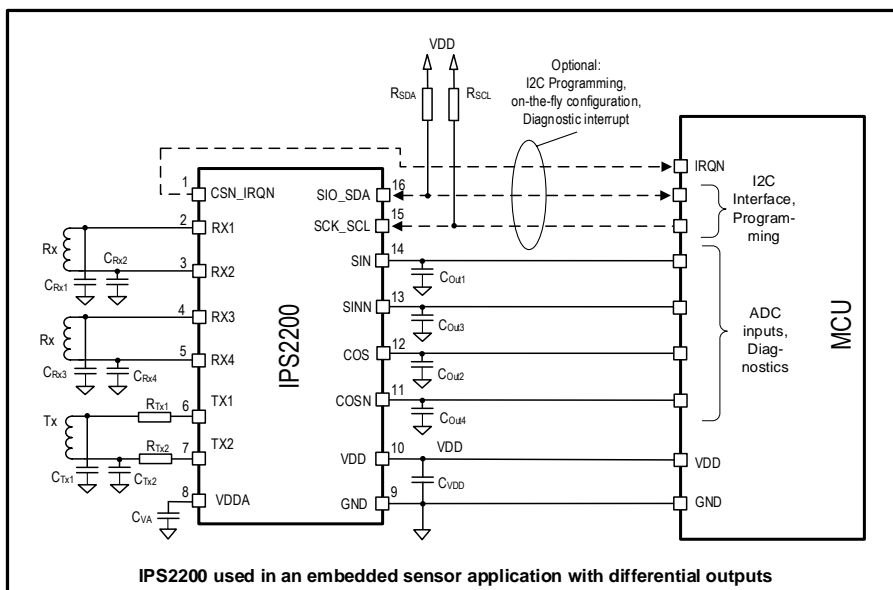 VDD
Optional:
I2C Programming,
on-the-fly configuration,
Diagnostic interrupt
RSDA
RSCL
IRQN
1
CSN_IRQN
16
SIO_SDA
I2C
Interface,
Program-
ming
2
RX1
15
SCK_SCL
Rx
CRx1
CRx2
3
RX2
14
SIN
COut1
4
RX3
13
SINN
COut3
Rx
CRx3
CRx4
5
RX4
12
COS
COut2
ADC
inputs,
Diag-
nostics
IPS2200
MCU
TX1
6
RTx1
11
COSN
COut4
Tx
CTx1
CTx2
RTx2
7
TX2
10
VDD
VDD
VDD
CVDD
8
VDDA
CVA
9
GND
GND
IPS2200 used in an embedded sensor application with differential outputs